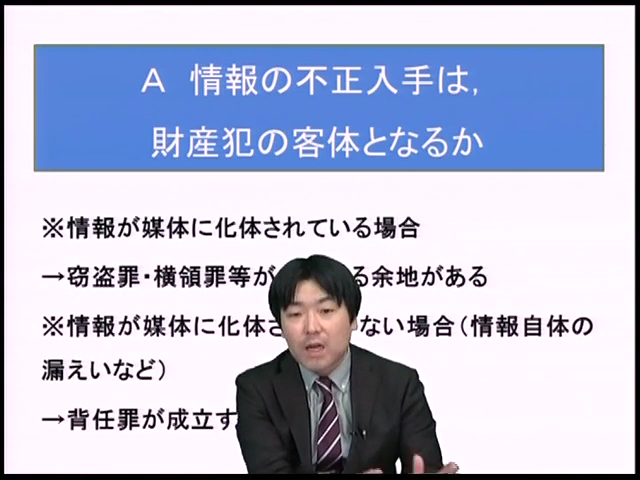 A 情報の不正入手は,
財産犯の客体となるか
※情報が媒体に化体されている場合
→窃盗罪・横領罪等が る余地がある
※情報が媒体に化体さ ない場合(情報自体の
漏えいなど)
→背任罪が成立す